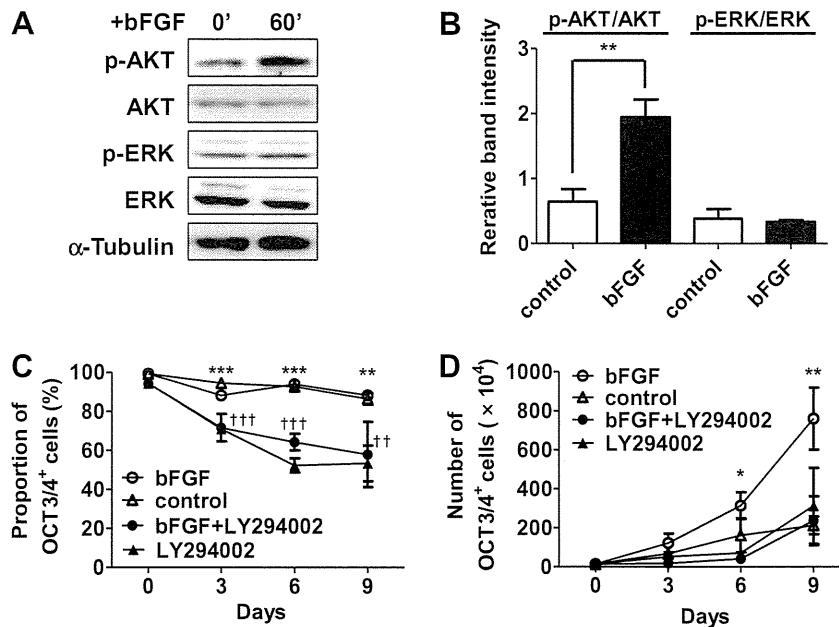 A
+bFGF 0' 60'
p-AKT
AKT
p-ERK
ERK
α-Tubulin
B
p-AKT/AKT p-ERK/ERK
**
Rerative band intensity
3
2
1
0
control
bFGF
control
bFGF
C
Proportion of
OCT3/4+ cells (%)
100
80
60
40
20
0
*** *** **
††† ††† ††
bFGF
control
bFGF+LY294002
LY294002
0 3 6 9
Days
D
Number of
OCT3/4+ cells (× 10^4)
1000
800
600
400
200
0
bFGF
control
bFGF+LY294002
LY294002
**
*
0 3 6 9
Days